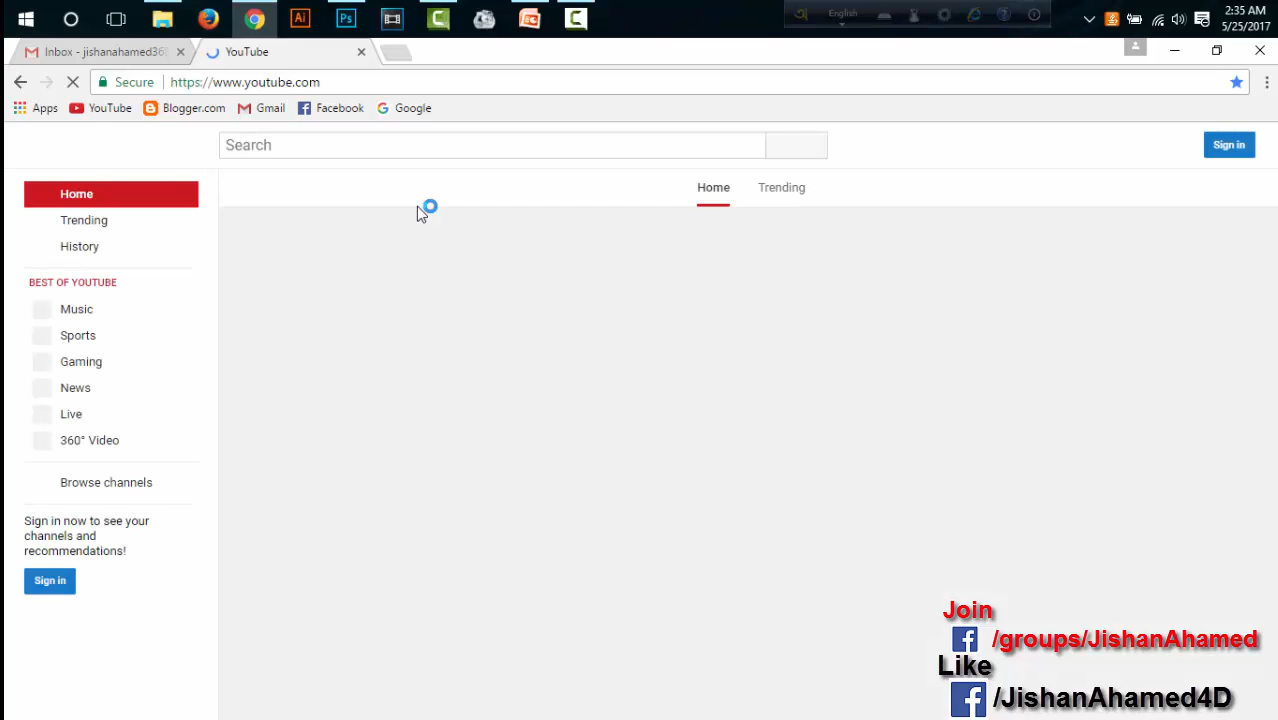 English
2:35 AM
5/25/2017
Inbox - jishanahamed36
YouTube
Secure
https://www.youtube.com
Apps
YouTube
Blogger.com
Gmail
Facebook
Google
Search
Sign in
Home
Trending
Home
Trending
History
BEST OF YOUTUBE
Music
Sports
Gaming
News
Live
360° Video
Browse channels
Sign in now to see your
channels and
recommendations!
Sign in
Join
/groups/JishanAhamed
Like
/JishanAhamed4D